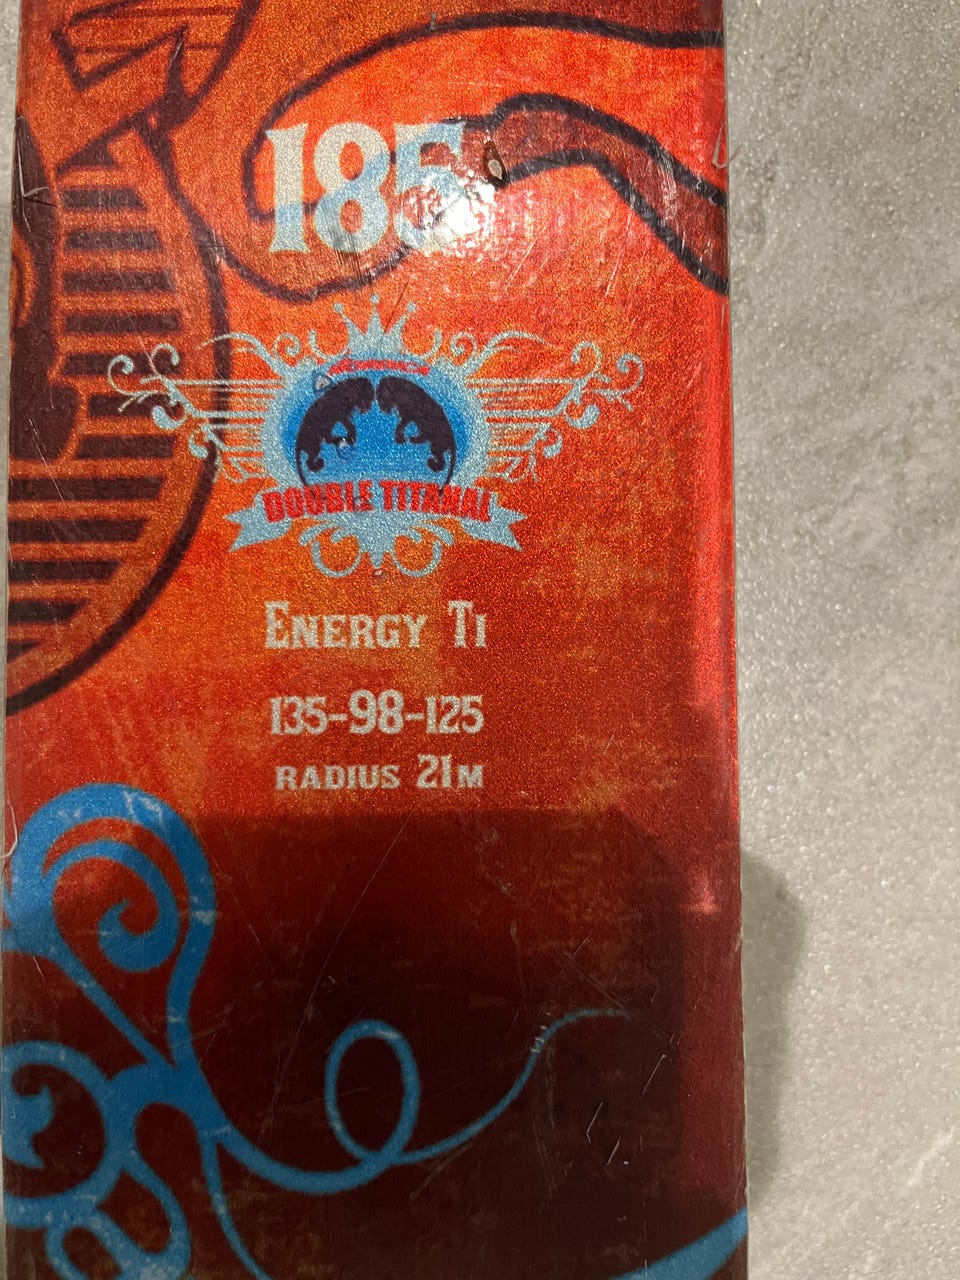 185
DOUBLE TITANAL
ENERGY TI
135-98-125
RADIUS 21M